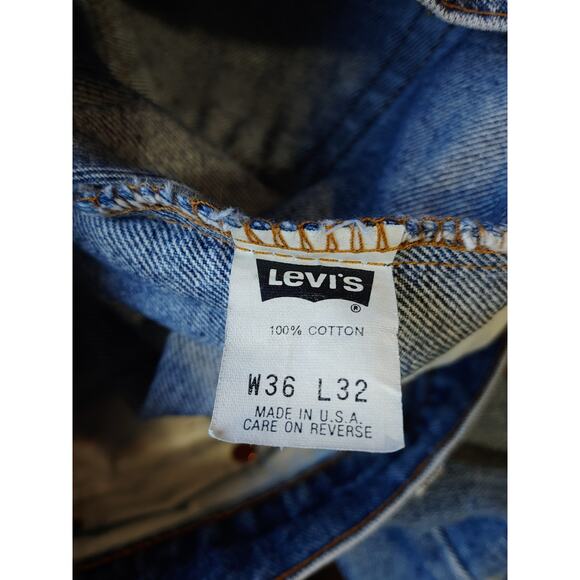 Levi's
®
100% COTTON
W36 L32
MADE IN U.S.A.
CARE ON REVERSE